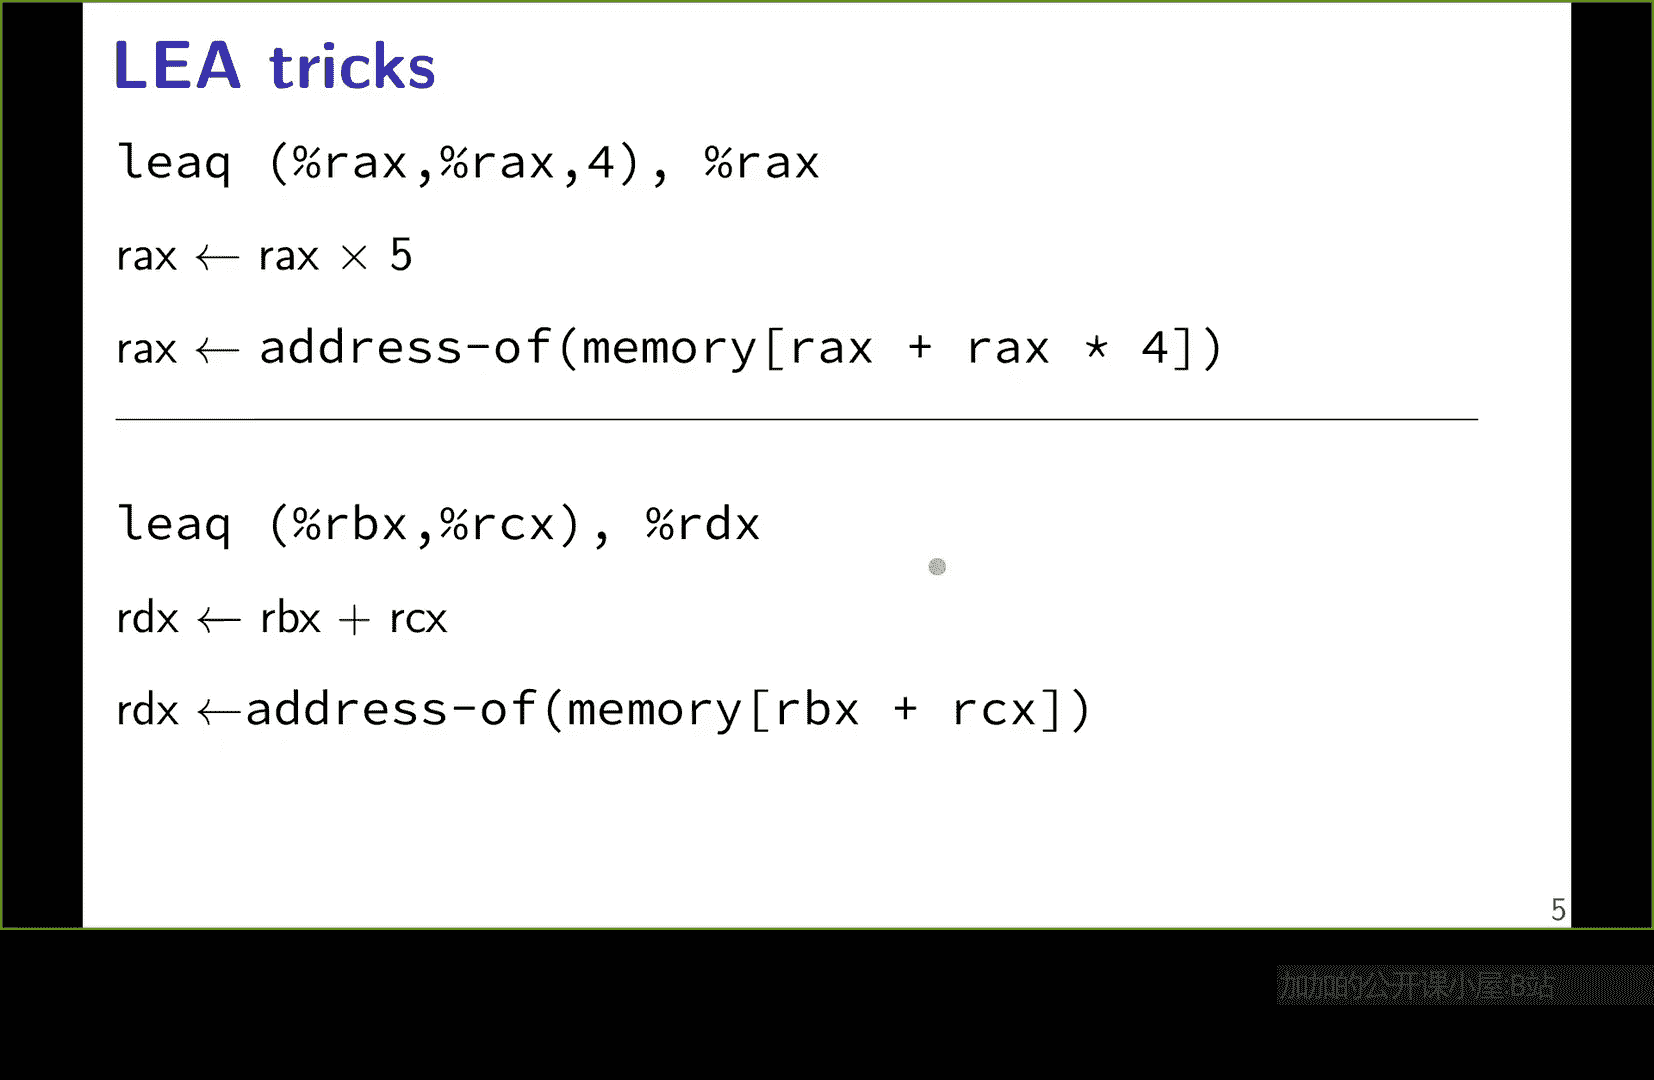 LEA tricks
leaq (%rax,%rax,4), %rax
rax ← rax × 5
rax ← address-of(memory[rax + rax * 4])
leaq (%rbx,%rcx), %rdx
rdx ← rbx + rcx
rdx ←address-of(memory[rbx + rcx])
5
加加的公开课小屋:B站